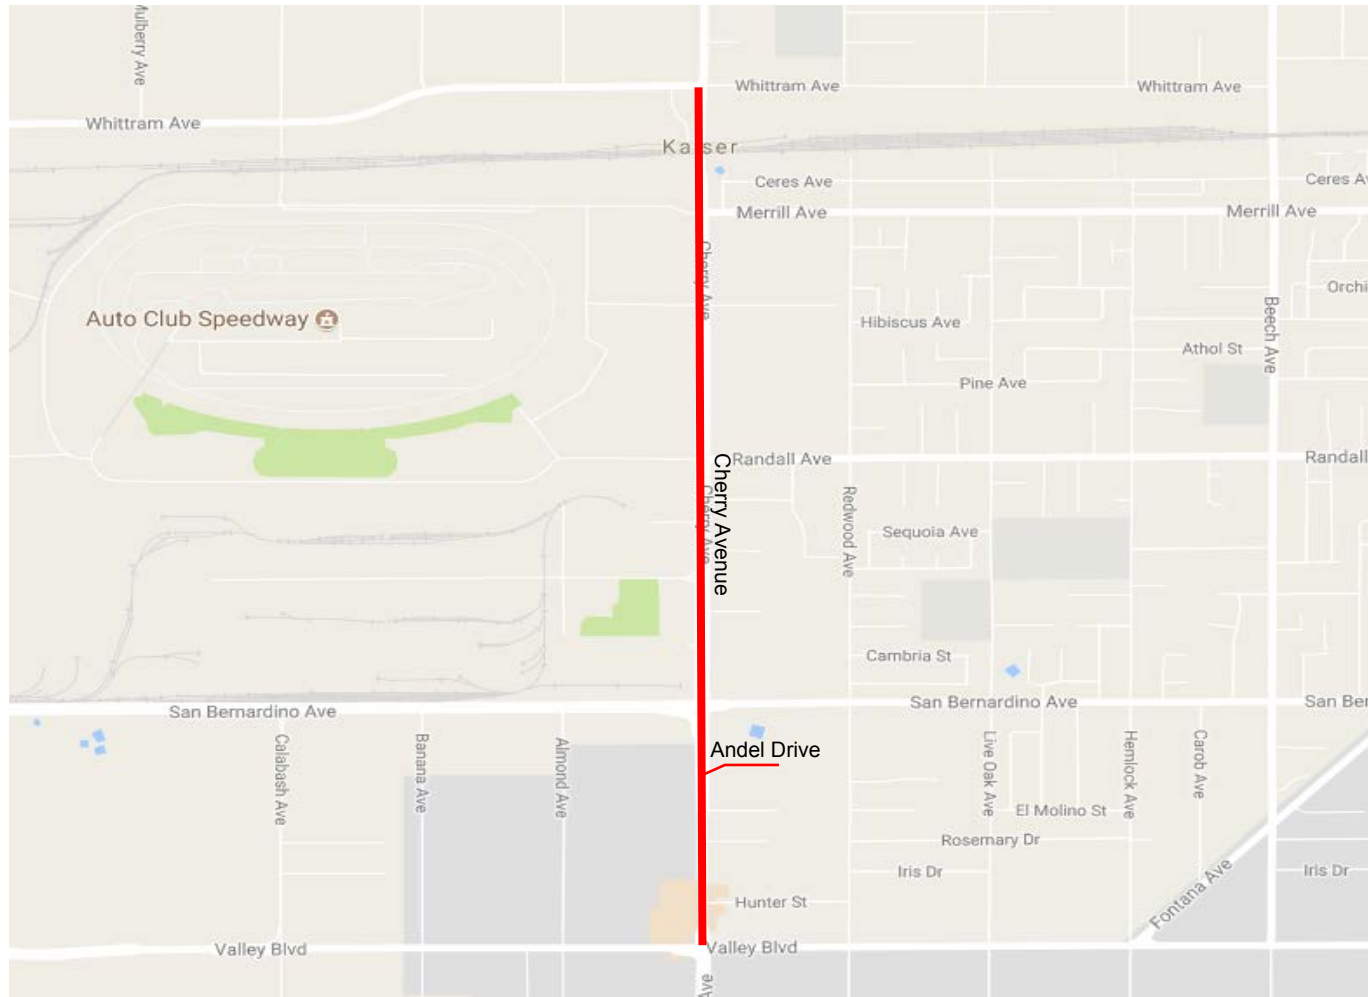 Mulberry Ave
Whittram Ave
Whittram Ave
Whittram Ave
Kaiser
Ceres Ave
Ceres Av
Merrill Ave
Merrill Ave
Cherry Ave
Orchi
Beech Ave
Auto Club Speedway
Hibiscus Ave
Athol St
Pine Ave
Cherry Avenue
Randall Ave
Randall
Cherry Ave
Redwood Ave
Sequoia Ave
Cambria St
San Bernardino Ave
San Bernardino Ave
San Ber
Calabash Ave
Banana Ave
Almond Ave
Andel Drive
Live Oak Ave
Hemlock Ave
Carob Ave
El Molino St
Rosemary Dr
Iris Dr
Iris Dr
Fontana Ave
Hunter St
Valley Blvd
Valley Blvd
Ave